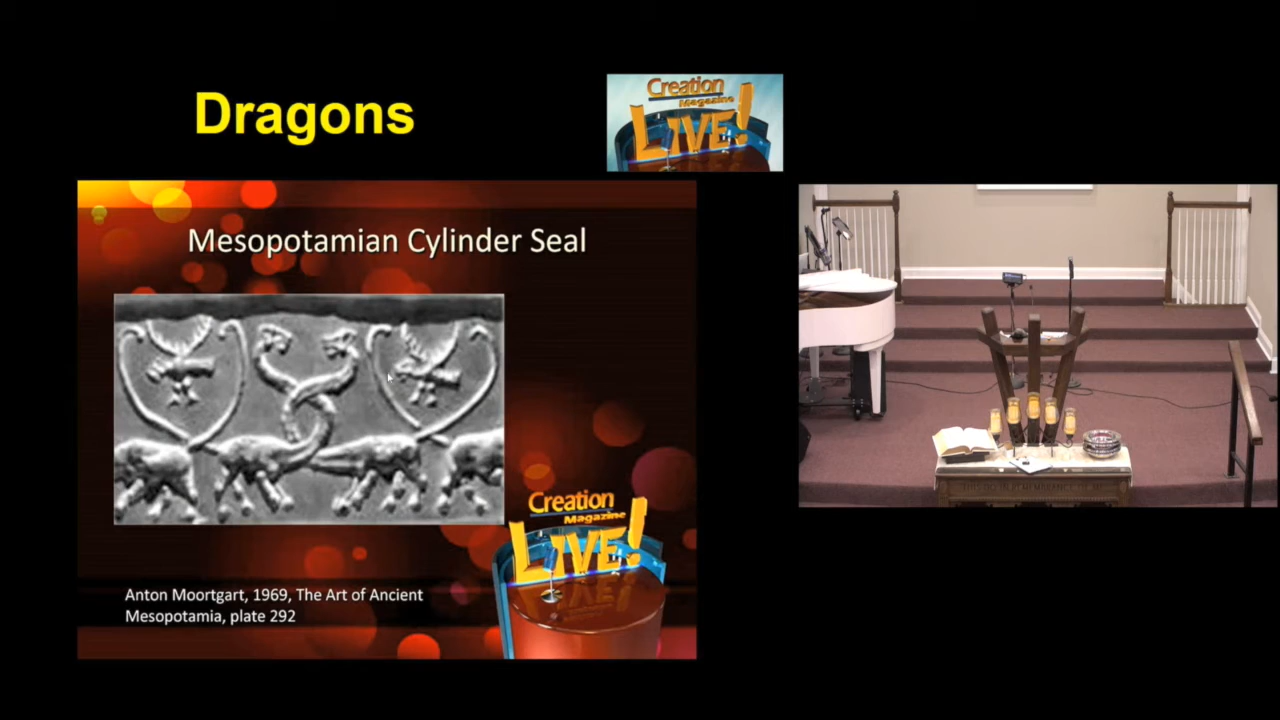 Dragons
Creation
Magazine
LIVE!
Mesopotamian Cylinder Seal
Creation
Magazine
LIVE!
Anton Moortgart, 1969, The Art of Ancient
Mesopotamia, plate 292